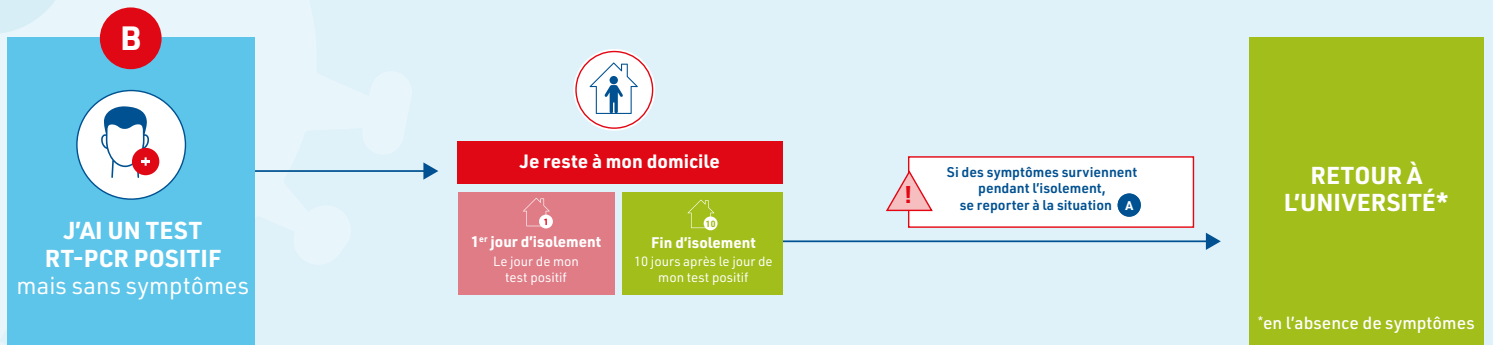 B
J'AI UN TEST
RT-PCR POSITIF
mais sans symptômes
Je reste à mon domicile
1
1er jour d'isolement
Le jour de mon
test positif
10
Fin d'isolement
10 jours après le jour de
mon test positif
!
Si des symptômes surviennent
pendant l'isolement,
se reporter à la situation A
RETOUR À
L'UNIVERSITÉ*
*en l'absence de symptômes